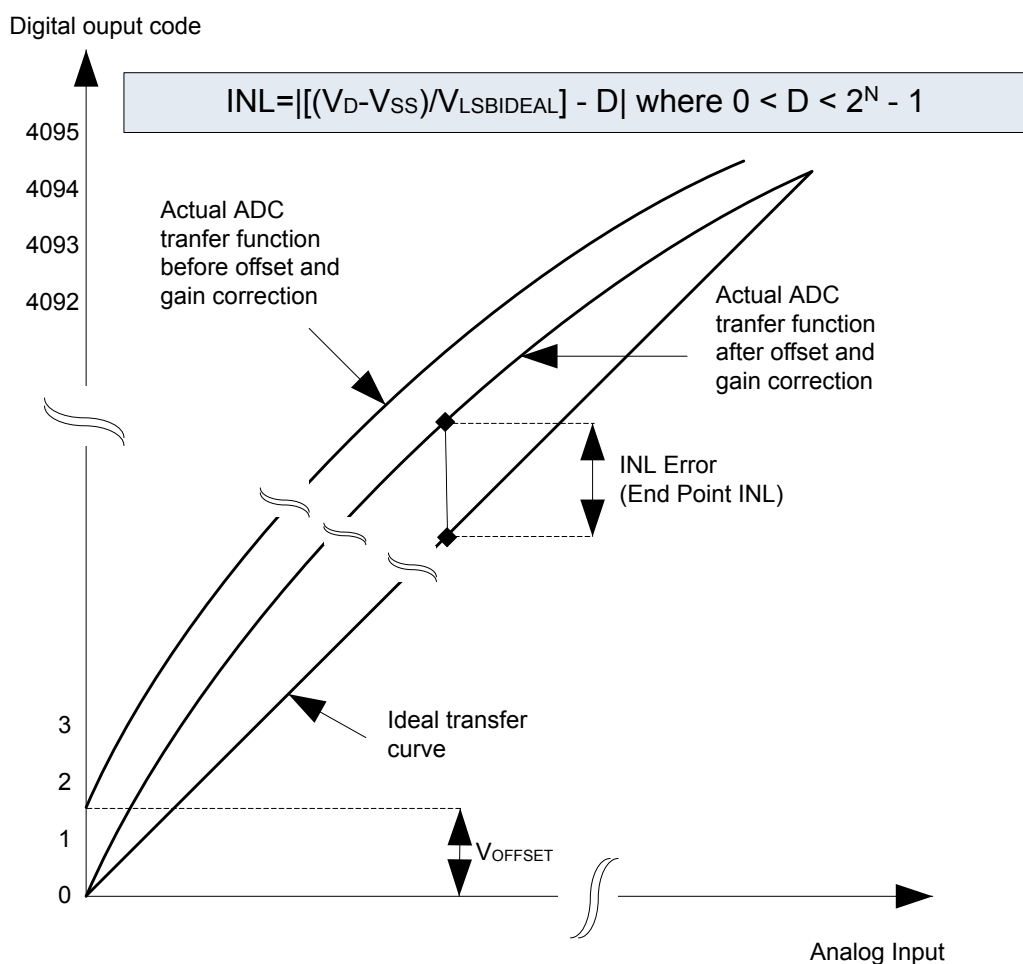 Digital ouput code
INL=|[(VD-VSS)/VLSBIDEAL] - D| where 0 < D < 2^N - 1
4095
4094
4093
4092
Actual ADC
tranfer function
before offset and
gain correction
Actual ADC
tranfer function
after offset and
gain correction
INL Error
(End Point INL)
Ideal transfer
curve
3
2
1
0
VOFFSET
Analog Input